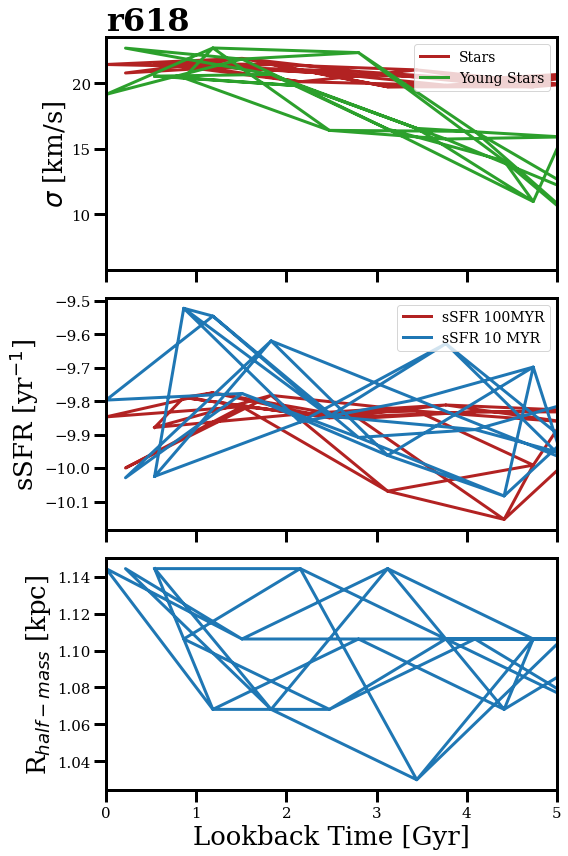 r618
20
15
10
σ [km/s]
Stars
Young Stars
−9.5
−9.6
−9.7
−9.8
−9.9
−10.0
−10.1
sSFR [yr⁻¹]
sSFR 100MYR
sSFR 10 MYR
1.14
1.12
1.10
1.08
1.06
1.04
R_{half−mass} [kpc]
0 1 2 3 4 5
Lookback Time [Gyr]